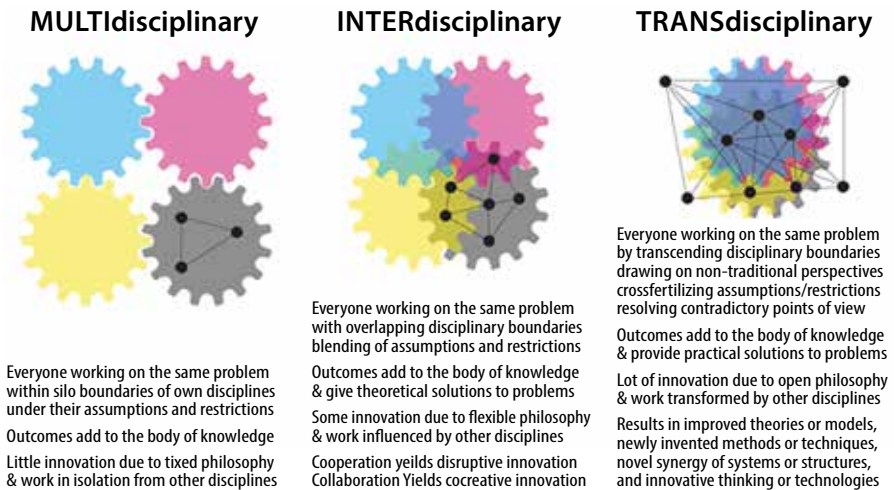 MULTIdisciplinary
Everyone working on the same problem
within silo boundaries of own disciplines
under their assumptions and restrictions
Outcomes add to the body of knowledge
Little innovation due to tixed philosophy
& work in isolation from other disciplines
INTERdisciplinary
Everyone working on the same problem
with overlapping disciplinary boundaries
blending of assumptions and restrictions
Outcomes add to the body of knowledge
& give theoretical solutions to problems
Some innovation due to flexible philosophy
& work influenced by other disciplines
Cooperation yeilds disruptive innovation
Collaboration Yields cocreative innovation
TRANSdisciplinary
Everyone working on the same problem
by transcending disciplinary boundaries
drawing on non-traditional perspectives
crossfertilizing assumptions/restrictions
resolving contradictory points of view
Outcomes add to the body of knowledge
& provide practical solutions to problems
Lot of innovation due to open philosophy
& work transformed by other disciplines
Results in improved theories or models,
newly invented methods or techniques,
novel synergy of systems or structures,
and innovative thinking or technologies